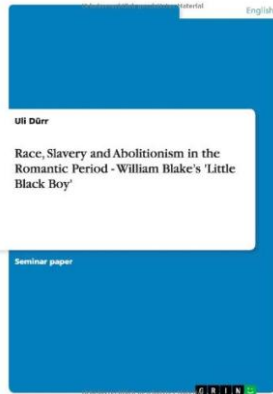 English
Uli Dürr
Race, Slavery and Abolitionism in the
Romantic Period - William Blake's 'Little
Black Boy'
Seminar paper
GRIN